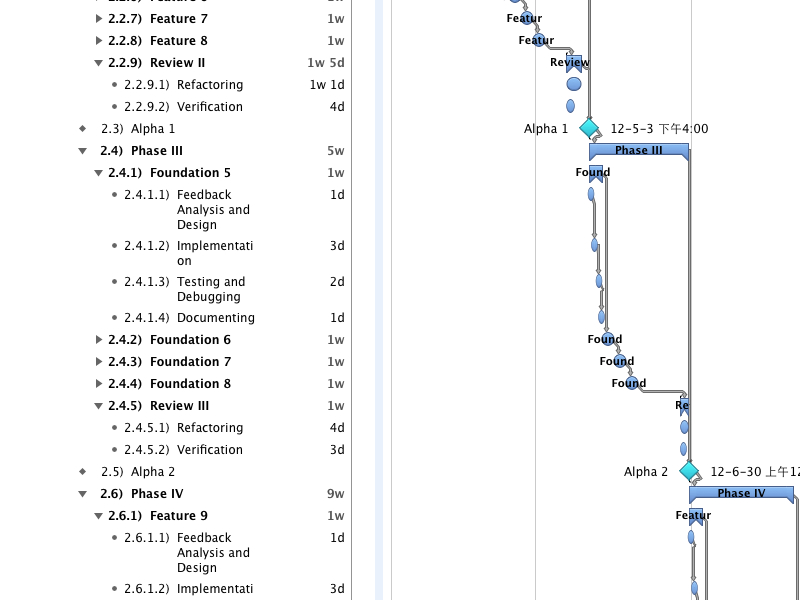 2.2.7) Feature 7 1w Featur
2.2.8) Feature 8 1w Featur
2.2.9) Review II 1w 5d Review
2.2.9.1) Refactoring 1w 1d
2.2.9.2) Verification 4d
2.3) Alpha 1 Alpha 1 12-5-3 下午4:00
2.4) Phase III 5w Phase III
2.4.1) Foundation 5 1w Found
2.4.1.1) Feedback 1d
Analysis and
Design
2.4.1.2) Implementati 3d
on
2.4.1.3) Testing and 2d
Debugging
2.4.1.4) Documenting 1d
2.4.2) Foundation 6 1w Found
2.4.3) Foundation 7 1w Found
2.4.4) Foundation 8 1w Found
2.4.5) Review III 1w Re
2.4.5.1) Refactoring 4d
2.4.5.2) Verification 3d
2.5) Alpha 2 Alpha 2 12-6-30 上午12
2.6) Phase IV 9w Phase IV
2.6.1) Feature 9 1w Featur
2.6.1.1) Feedback 1d
Analysis and
Design
2.6.1.2) Implementati 3d